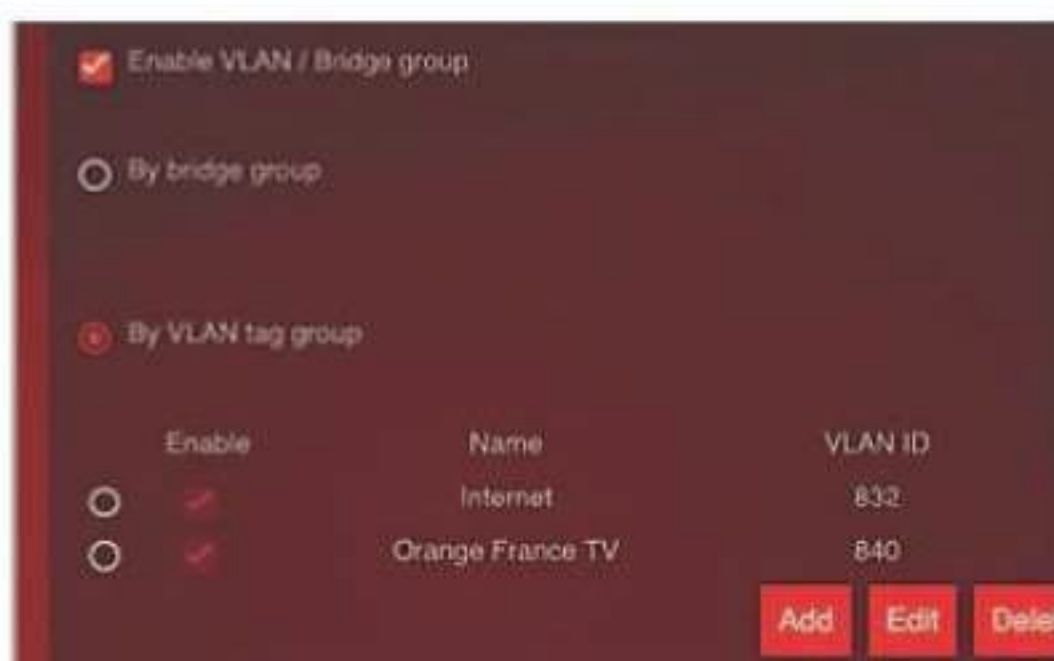 Enable VLAN / Bridge group
By bridge group
By VLAN tag group
Enable Name VLAN ID
Internet 832
Orange France TV 840
Add Edit Dele